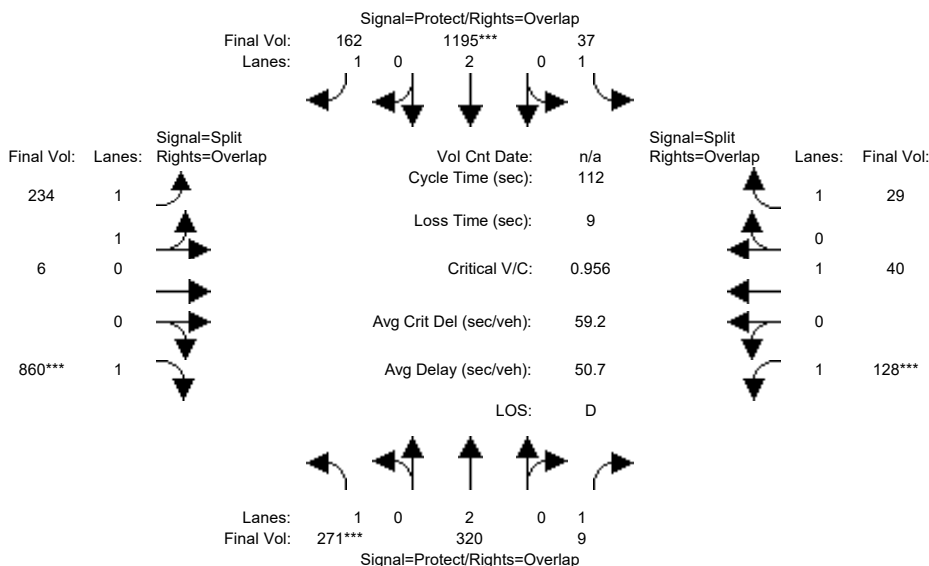 Signal=Protect/Rights=Overlap
Final Vol: 162 1195*** 37
Lanes: 1 0 2 0 1
Signal=Split Signal=Split
Final Vol: Lanes: Rights=Overlap Vol Cnt Date: n/a Rights=Overlap Lanes: Final Vol:
Cycle Time (sec): 112
234 1 1 29
Loss Time (sec): 9
1 0
6 0 Critical V/C: 0.956 1 40
0 Avg Crit Del (sec/veh): 59.2 0
860*** 1 Avg Delay (sec/veh): 50.7 1 128***
LOS: D
Lanes: 1 0 2 0 1
Final Vol: 271*** 320 9
Signal=Protect/Rights=Overlap